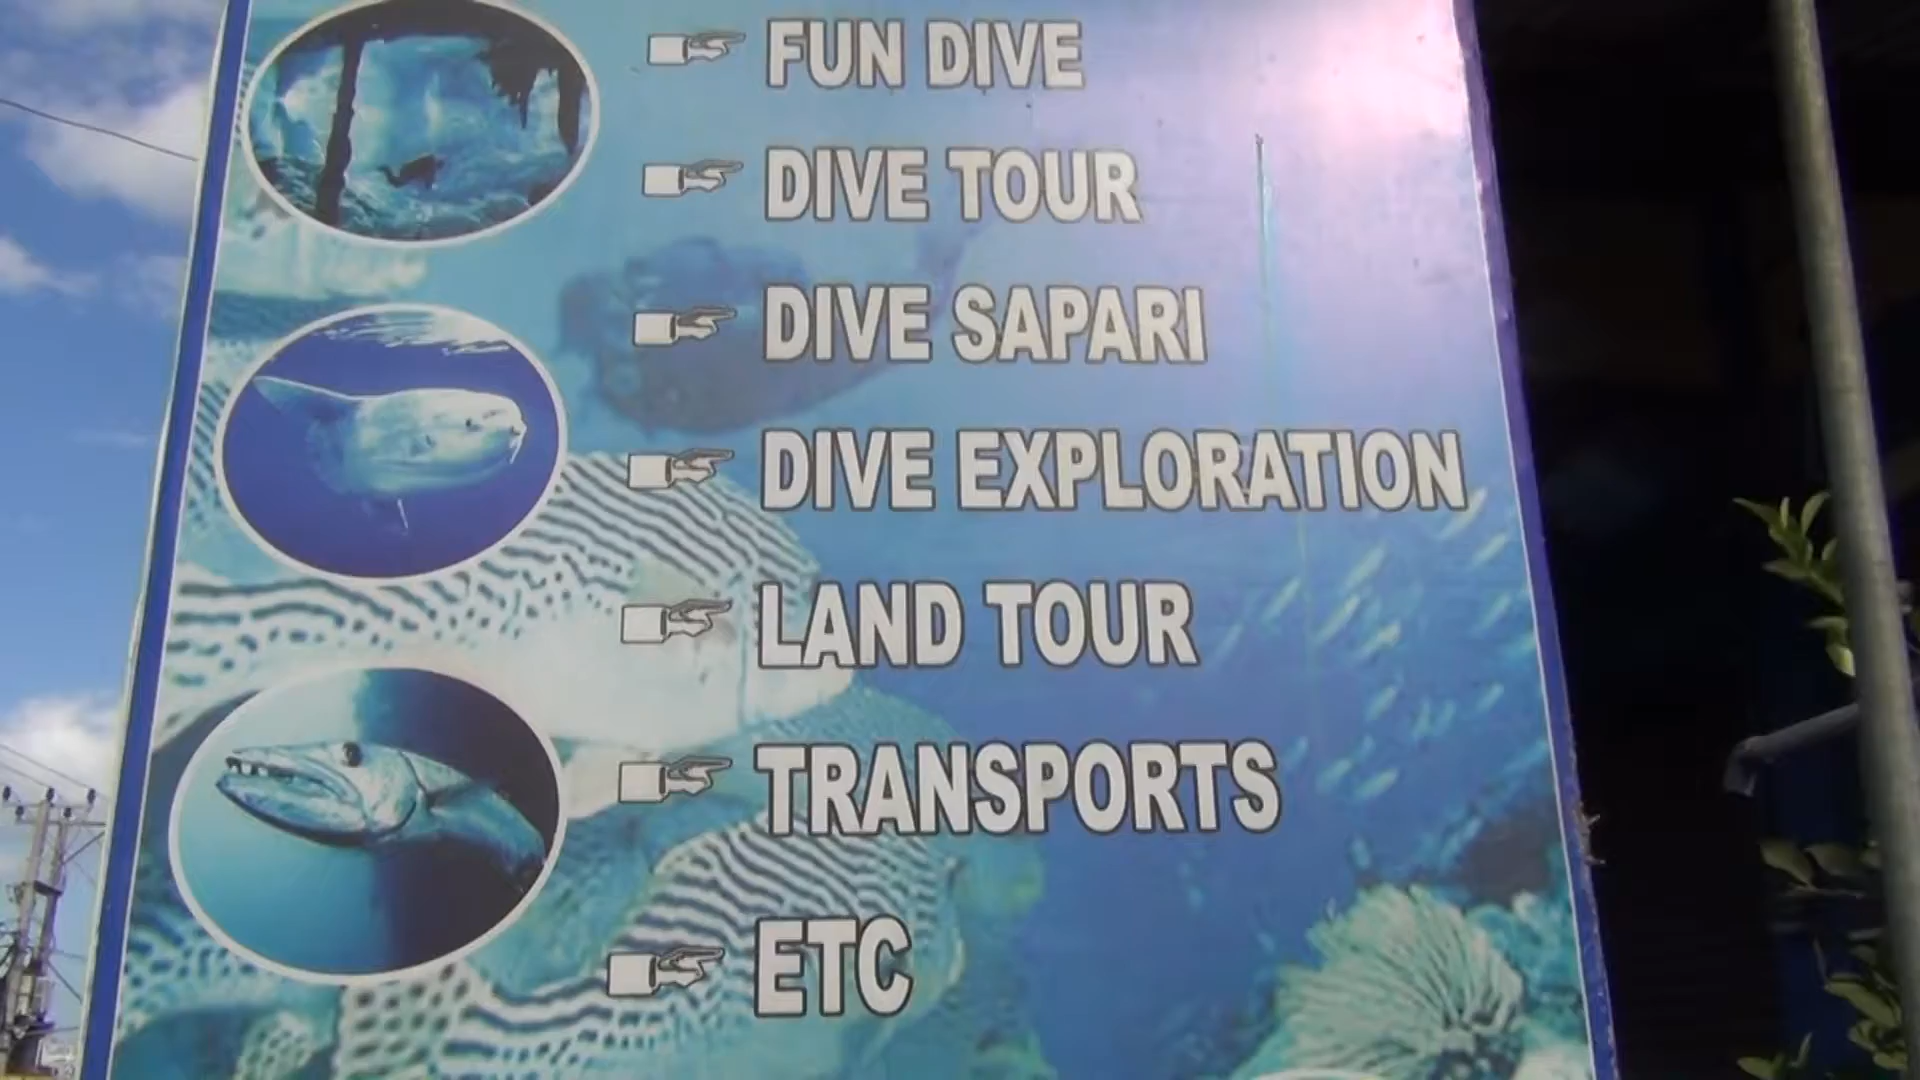 FUN DIVE
DIVE TOUR
DIVE SAPARI
DIVE EXPLORATION
LAND TOUR
TRANSPORTS
ETC